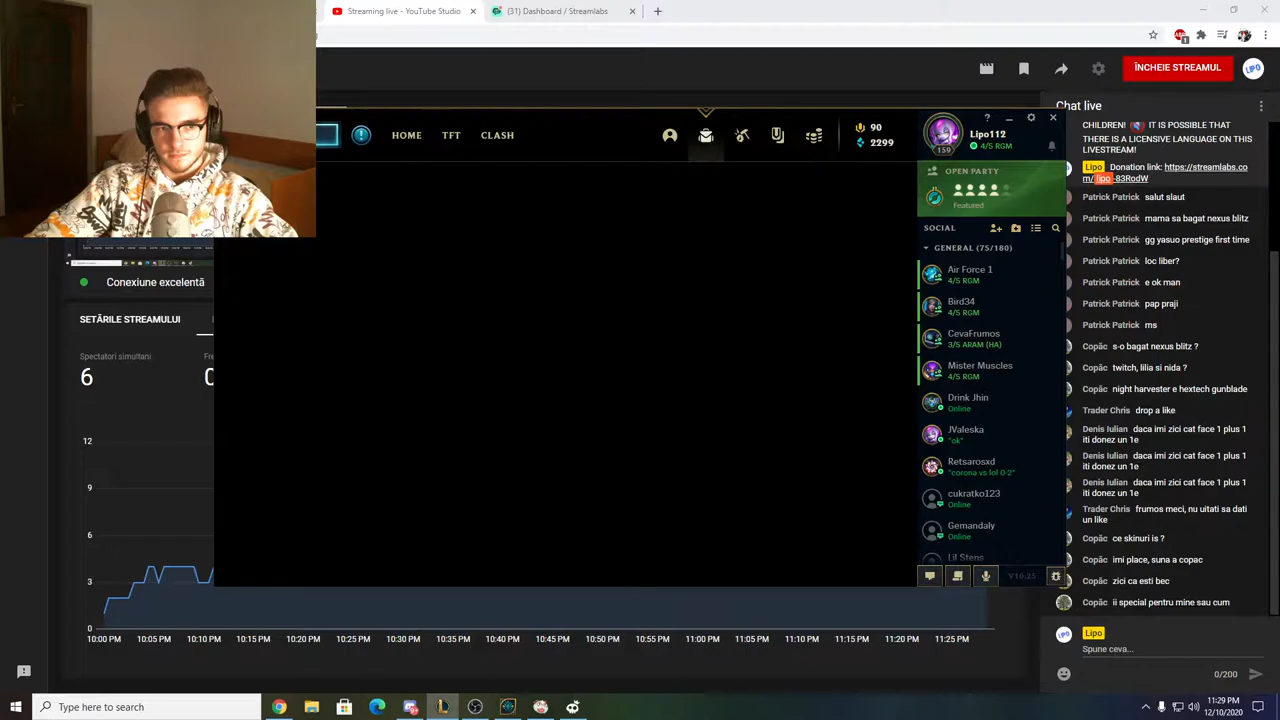 Streaming live - YouTube Studio
(31) Dashboard / Streamlabs
1
ÎNCHEIE STREAMUL
LIPO
HOME
TFT
CLASH
90
2299
159
Lipo112
4/5 RGM
OPEN PARTY
Featured
SOCIAL
GENERAL (75/180)
Air Force 1
4/5 RGM
Bird34
4/5 RGM
CevaFrumos
3/5 ARAM (HA)
Mister Muscles
4/5 RGM
Drink Jhin
Online
JValeska
"ok"
Retsarosxd
"corona vs lol 0-2"
cukratko123
Online
Gemandaly
Online
Lil Stens
V10.25
Chat live
CHILDREN! IT IS POSSIBLE THAT
THERE IS A LICENSIVE LANGUAGE ON THIS
LIVESTREAM!
Lipo Donation link: https://streamlabs.co
m/lipo-83RodW
Patrick Patrick salut slaut
Patrick Patrick mama sa bagat nexus blitz
Patrick Patrick gg yasuo prestige first time
Patrick Patrick loc liber?
Patrick Patrick e ok man
Patrick Patrick pap praji
Patrick Patrick ms
Copăc s-o bagat nexus blitz ?
Copăc twitch, lilia si nida ?
Copăc night harvester e hextech gunblade
Trader Chris drop a like
Denis Iulian daca imi zici cat face 1 plus 1
iti donez un 1e
Denis Iulian daca imi zici cat face 1 plus 1
iti donez un 1e
Denis Iulian daca imi zici cat face 1 plus 1
iti donez un 1e
Trader Chris frumos meci, nu uitati sa dati
un like
Copăc ce skinuri is ?
Copăc imi place, suna a copac
Copăc zici ca esti bec
Copăc ii special pentru mine sau cum
LIPO
Lipo
Spune ceva...
0/200
Conexiune excelentă
SETĂRILE STREAMULUI
Spectatori simultani
6
Fre
0
12
9
6
3
0
10:00 PM 10:05 PM 10:10 PM 10:15 PM 10:20 PM 10:25 PM 10:30 PM 10:35 PM 10:40 PM 10:45 PM 10:50 PM 10:55 PM 11:00 PM 11:05 PM 11:10 PM 11:15 PM 11:20 PM 11:25 PM
Type here to search
11:29 PM
12/10/2020